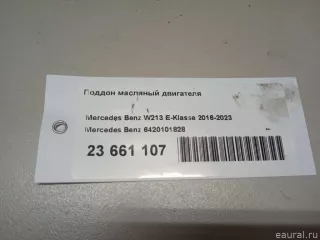 Поддон масляный двигателя
Mercedes Benz W213 E-Klasse 2016-2023
Mercedes Benz 6420101828
23 661 107
eaural.ru